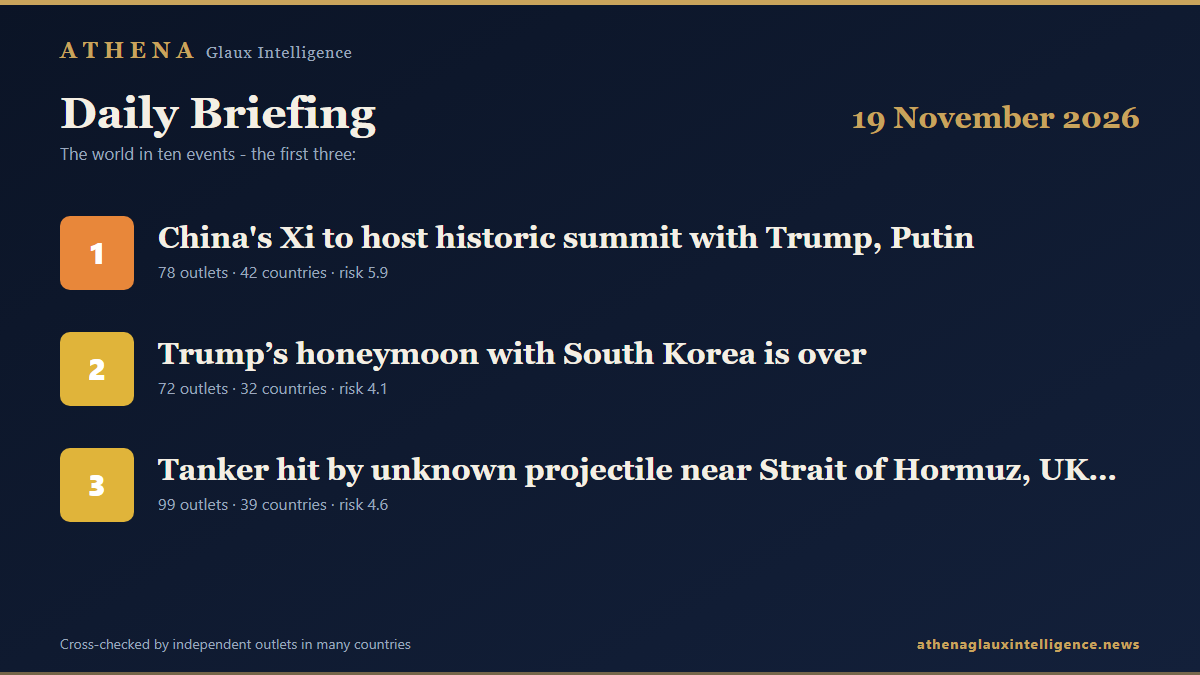 ATHENA Glaux Intelligence
Daily Briefing
19 November 2026
The world in ten events - the first three:
1
China's Xi to host historic summit with Trump, Putin
78 outlets · 42 countries · risk 5.9
2
Trump’s honeymoon with South Korea is over
72 outlets · 32 countries · risk 4.1
3
Tanker hit by unknown projectile near Strait of Hormuz, UK...
99 outlets · 39 countries · risk 4.6
Cross-checked by independent outlets in many countries
athenaglauxintelligence.news